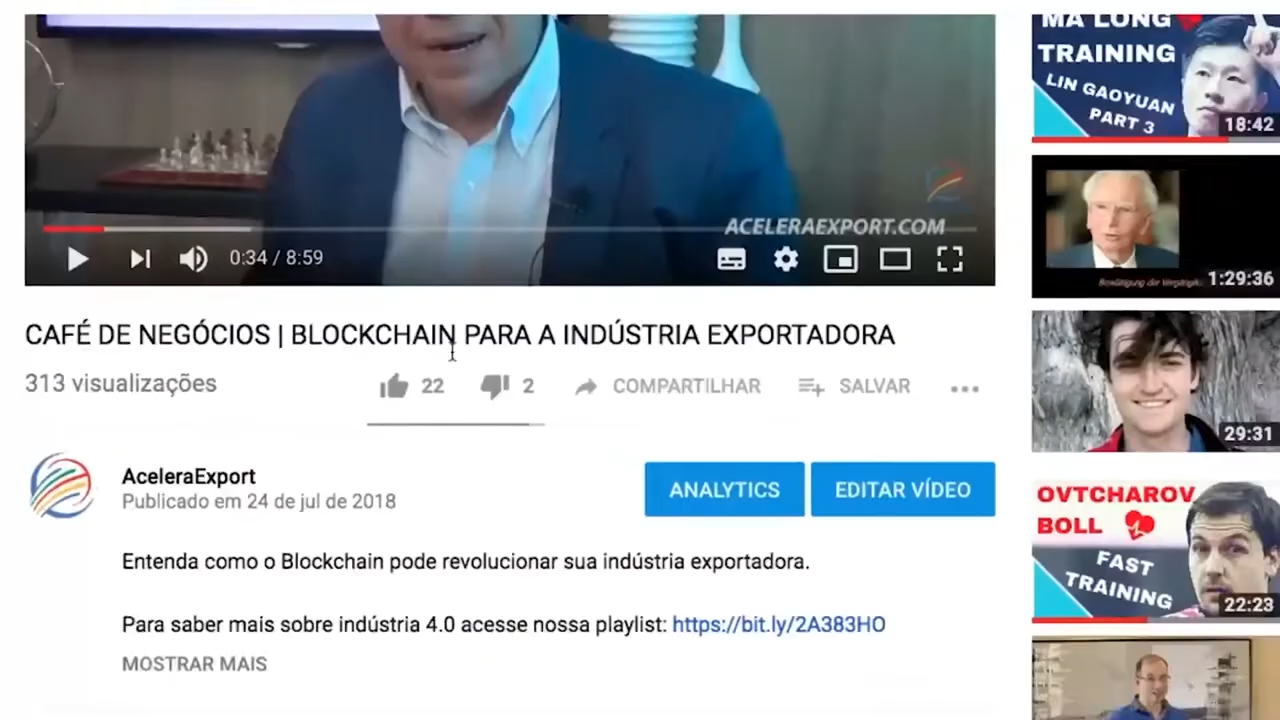 ACELERAEXPORT.COM
0:34 / 8:59
CAFÉ DE NEGÓCIOS | BLOCKCHAIN PARA A INDÚSTRIA EXPORTADORA
313 visualizações
22
2
COMPARTILHAR
SALVAR
AceleraExport
Publicado em 24 de jul de 2018
ANALYTICS
EDITAR VÍDEO
Entenda como o Blockchain pode revolucionar sua indústria exportadora.
Para saber mais sobre indústria 4.0 acesse nossa playlist: https://bit.ly/2A383HO
MOSTRAR MAIS
MA LONG
TRAINING
LIN GAOYUAN
PART 3
18:42
1:29:36
29:31
OVTCHAROV
BOLL
FAST
TRAINING
22:23